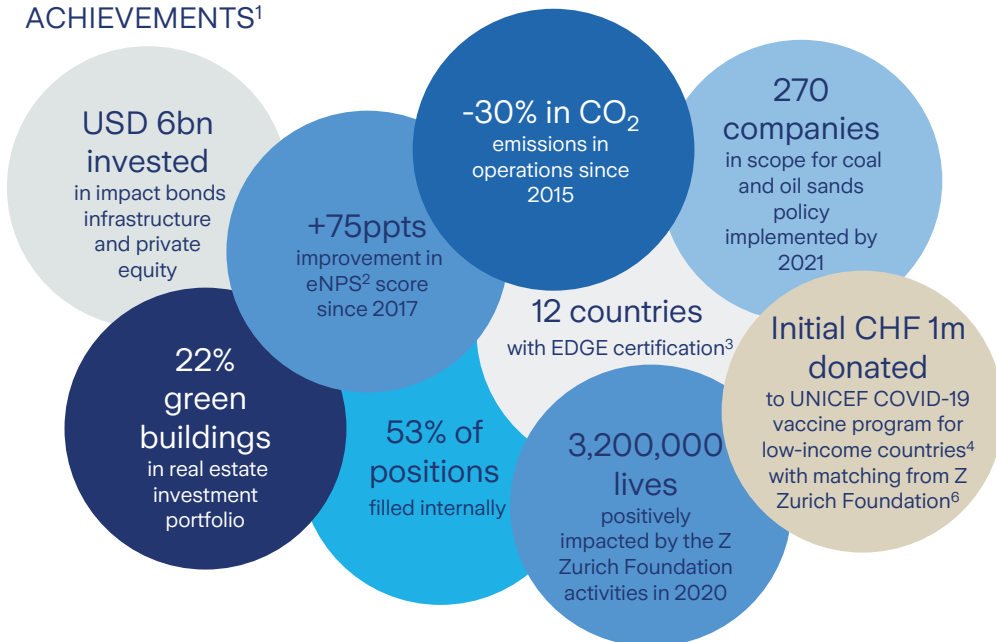 ACHIEVEMENTS¹
USD 6bn
invested
in impact bonds
infrastructure
and private
equity
+75ppts
improvement in
eNPS² score
since 2017
-30% in CO₂
emissions in
operations since
2015
270
companies
in scope for coal
and oil sands
policy
implemented by
2021
22%
green
buildings
in real estate
investment
portfolio
53% of
positions
filled internally
12 countries
with EDGE certification³
3,200,000
lives
positively
impacted by the Z
Zurich Foundation
activities in 2020
Initial CHF 1m
donated
to UNICEF COVID-19
vaccine program for
low-income countries⁴
with matching from Z
Zurich Foundation⁶